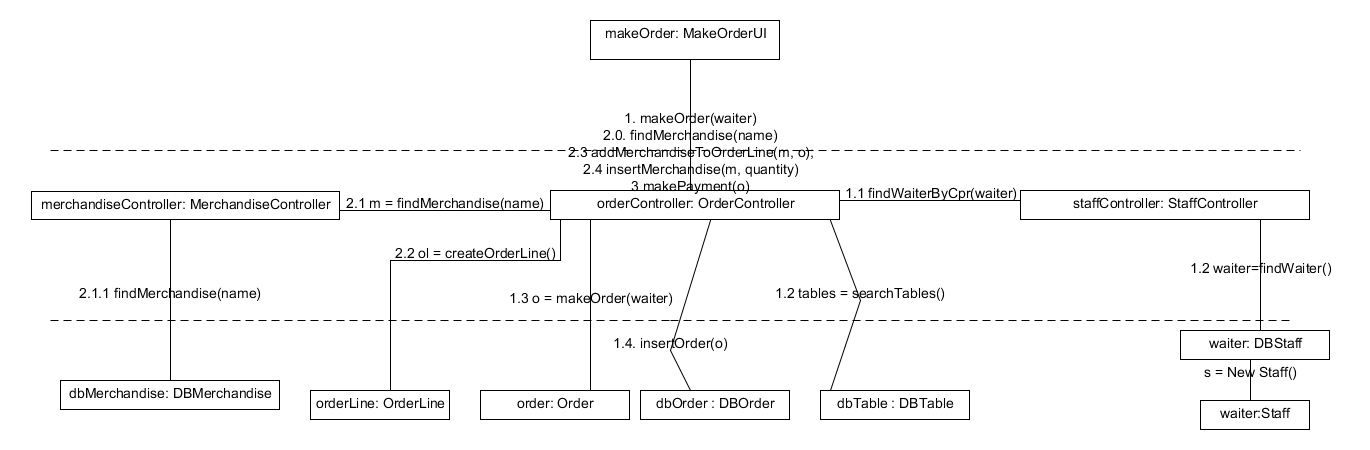 makeOrder: MakeOrderUI
1. makeOrder(waiter)
2.0. findMerchandise(name)
2.3 addMerchandiseToOrderLine(m, o);
2.4 insertMerchandise(m, quantity)
3 makePayment(o)
merchandiseController: MerchandiseController
2.1 m = findMerchandise(name)
orderController: OrderController
1.1 findWaiterByCpr(waiter)
staffController: StaffController
2.2 ol = createOrderLine()
1.2 waiter=findWaiter()
2.1.1 findMerchandise(name)
1.3 o = makeOrder(waiter)
1.2 tables = searchTables()
1.4. insertOrder(o)
waiter: DBStaff
s = New Staff()
dbMerchandise: DBMerchandise
orderLine: OrderLine
order: Order
dbOrder : DBOrder
dbTable : DBTable
waiter:Staff